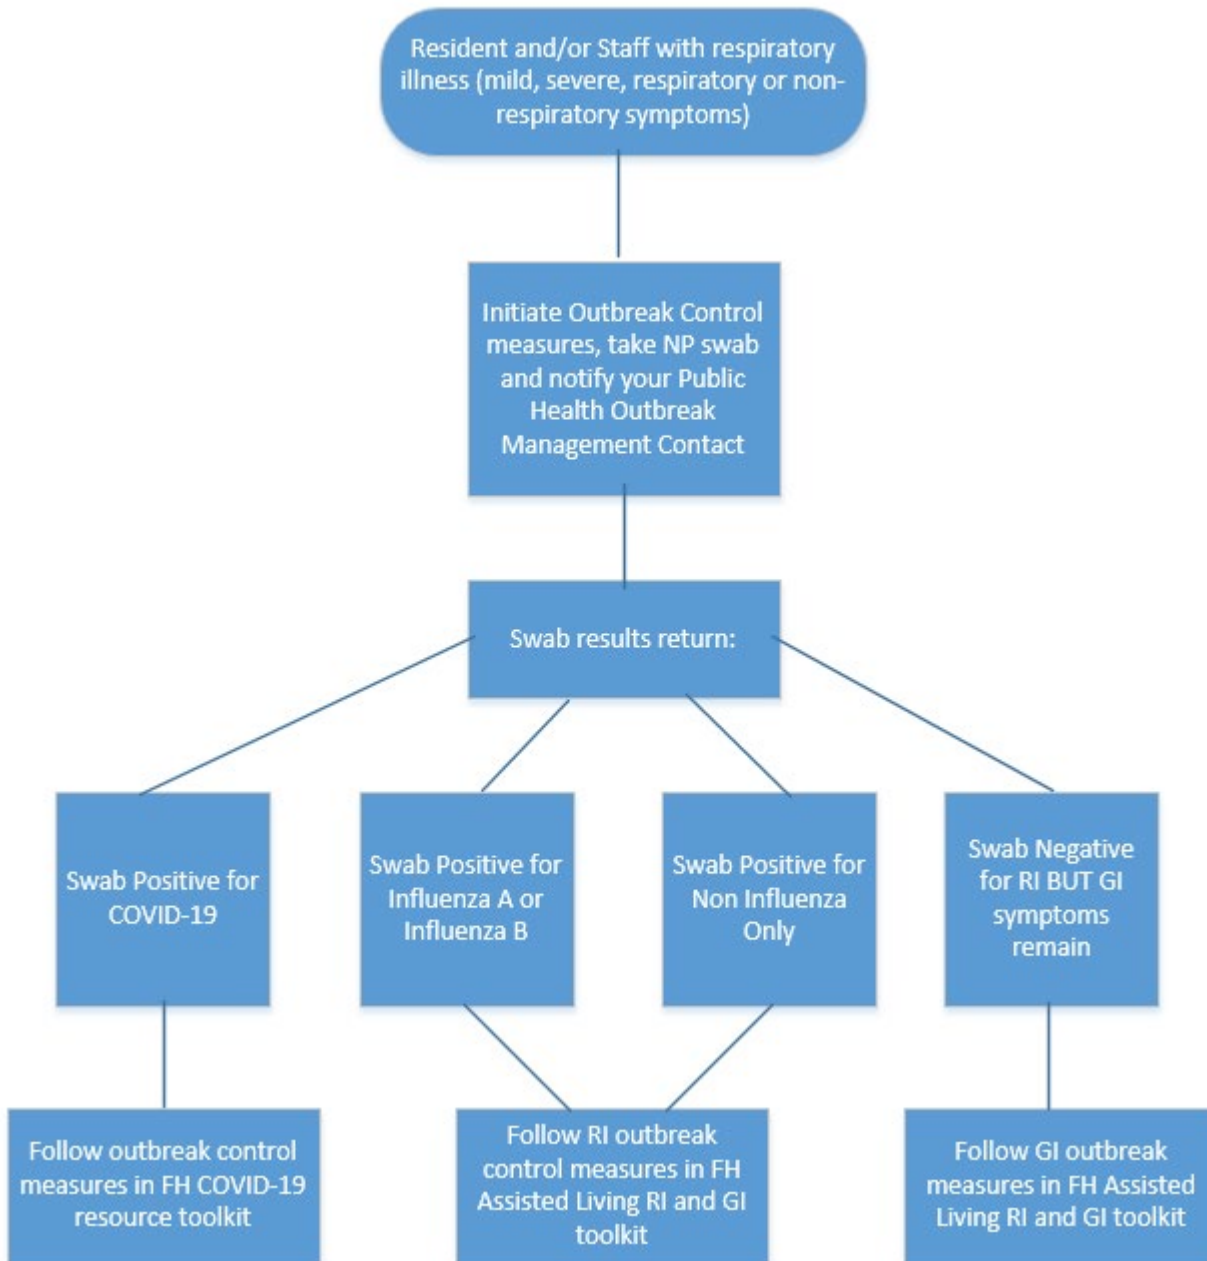 Resident and/or Staff with respiratory
illness (mild, severe, respiratory or non-
respiratory symptoms)
Initiate Outbreak Control
measures, take NP swab
and notify your Public
Health Outbreak
Management Contact
Swab results return:
Swab Positive for
COVID-19
Swab Positive for
Influenza A or
Influenza B
Swab Positive for
Non Influenza
Only
Swab Negative
for RI BUT GI
symptoms
remain
Follow outbreak control
measures in FH COVID-19
resource toolkit
Follow RI outbreak
control measures in FH
Assisted Living RI and GI
toolkit
Follow GI outbreak
measures in FH Assisted
Living RI and GI toolkit